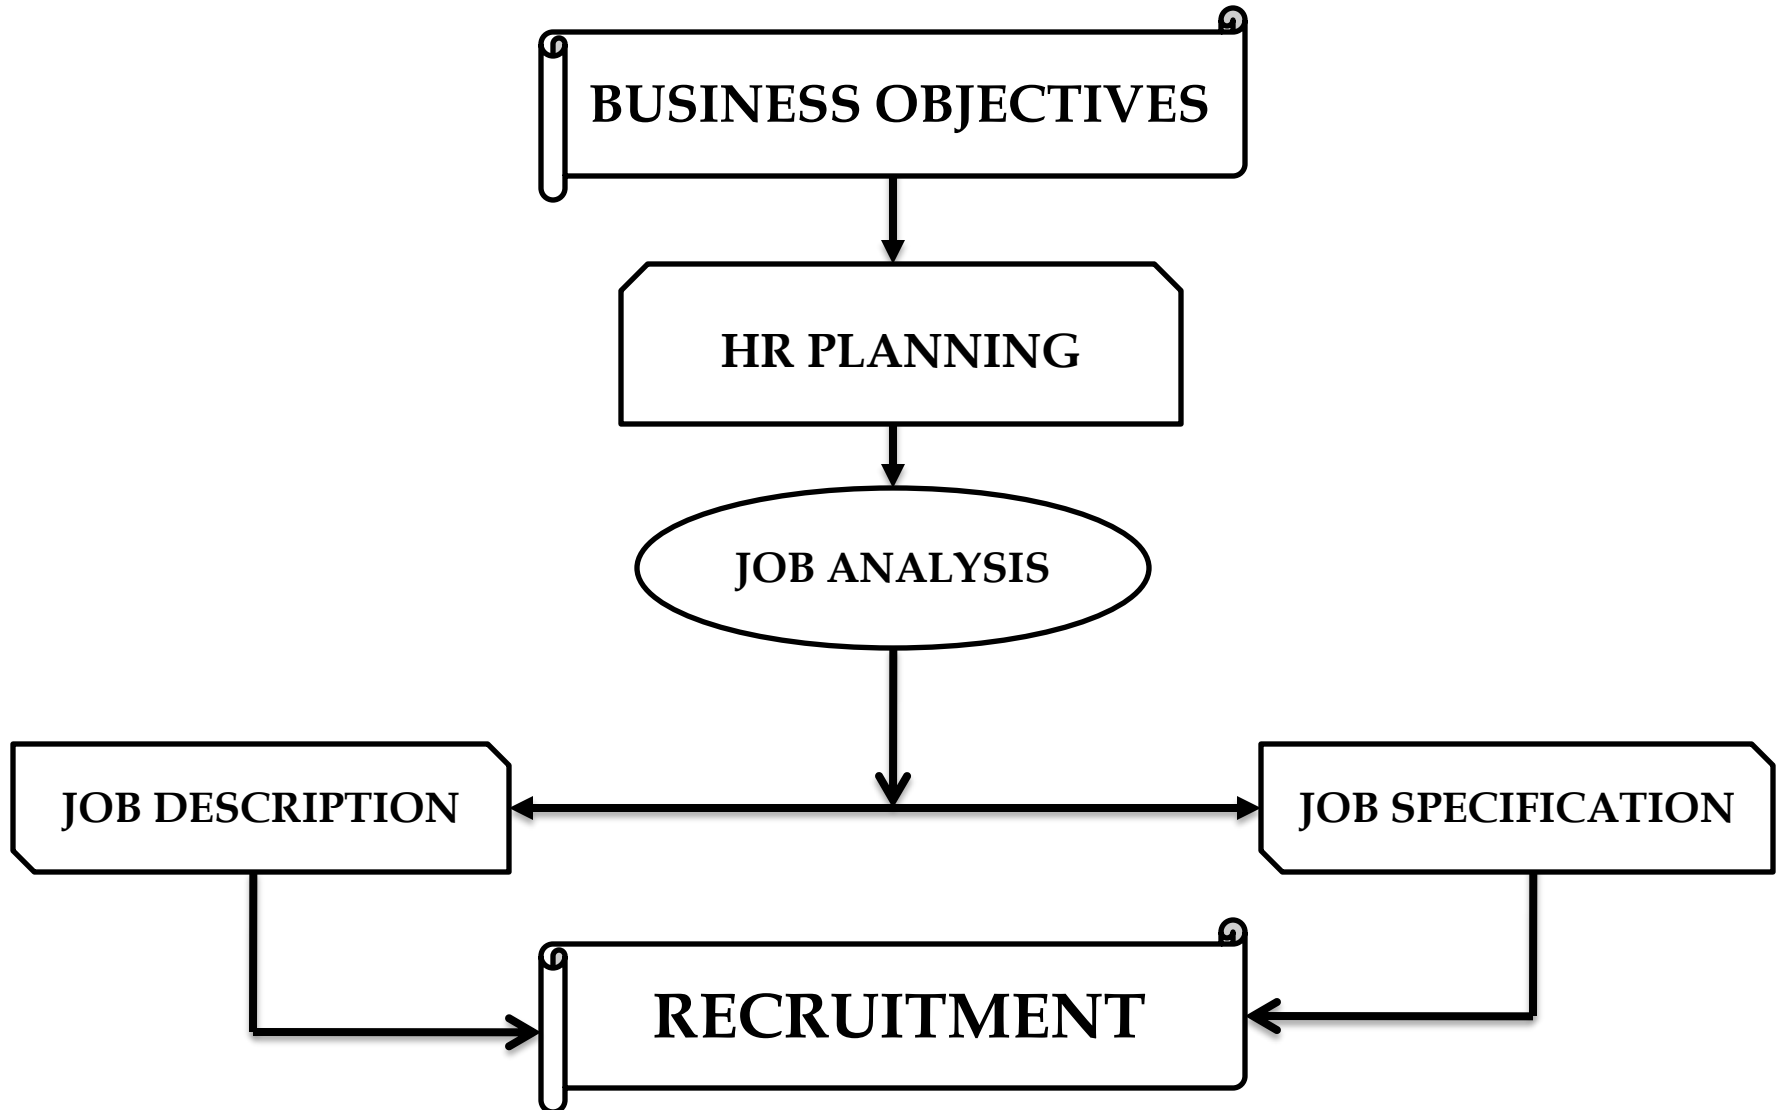 BUSINESS OBJECTIVES
HR PLANNING
JOB ANALYSIS
JOB DESCRIPTION
JOB SPECIFICATION
RECRUITMENT